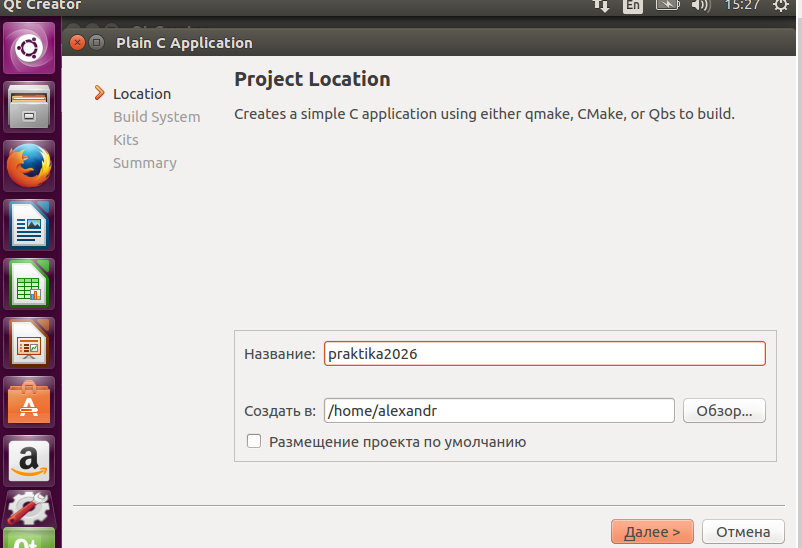 Qt Creator
En
15:27
Plain C Application
Location
Build System
Kits
Summary
Project Location
Creates a simple C application using either qmake, CMake, or Qbs to build.
Название: praktika2026
Создать в: /home/alexandr Обзор...
Размещение проекта по умолчанию
Далее > Отмена